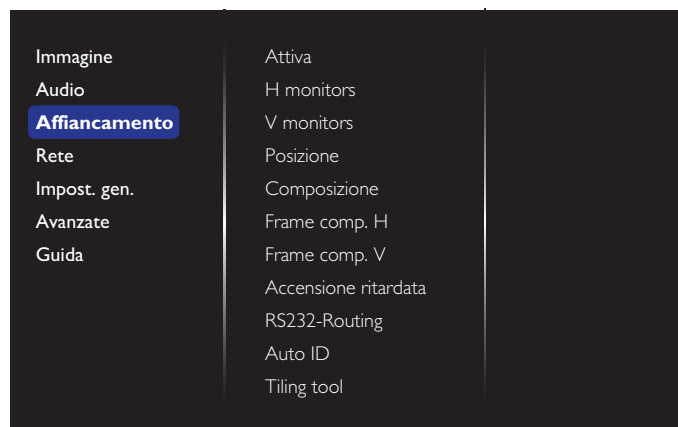 Immagine
Audio
Affiancamento
Rete
Impost. gen.
Avanzate
Guida
Attiva
H monitors
V monitors
Posizione
Composizione
Frame comp. H
Frame comp. V
Accensione ritardata
RS232-Routing
Auto ID
Tiling tool